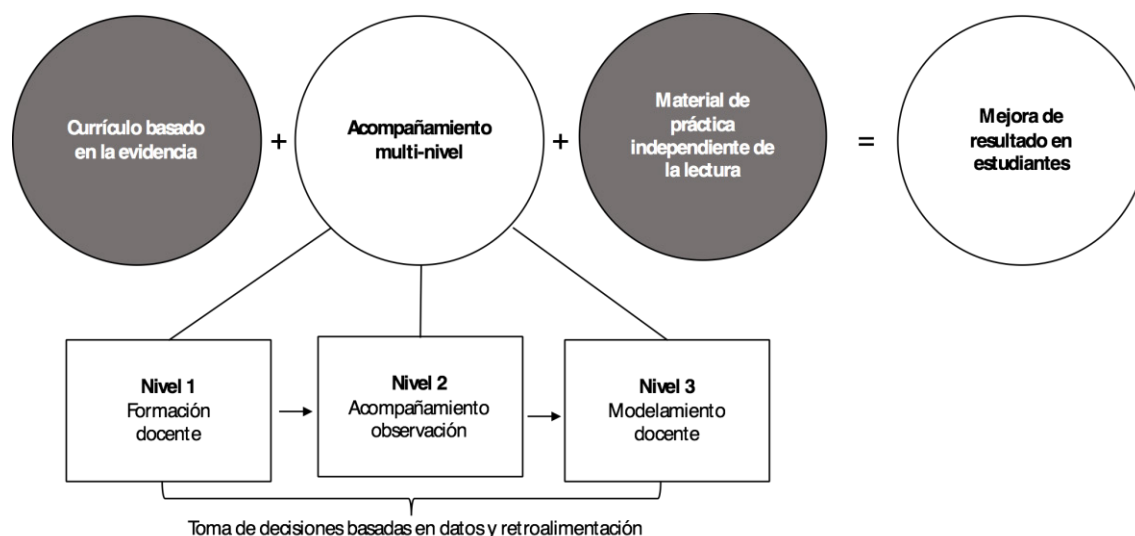 Currículo basado
en la evidencia
+
Acompañamiento
multi-nivel
+
Material de
práctica
independiente de
la lectura
=
Mejora de
resultado en
estudiantes
Nivel 1
Formación
docente
Nivel 2
Acompañamiento
observación
Nivel 3
Modelamiento
docente
Toma de decisiones basadas en datos y retroalimentación